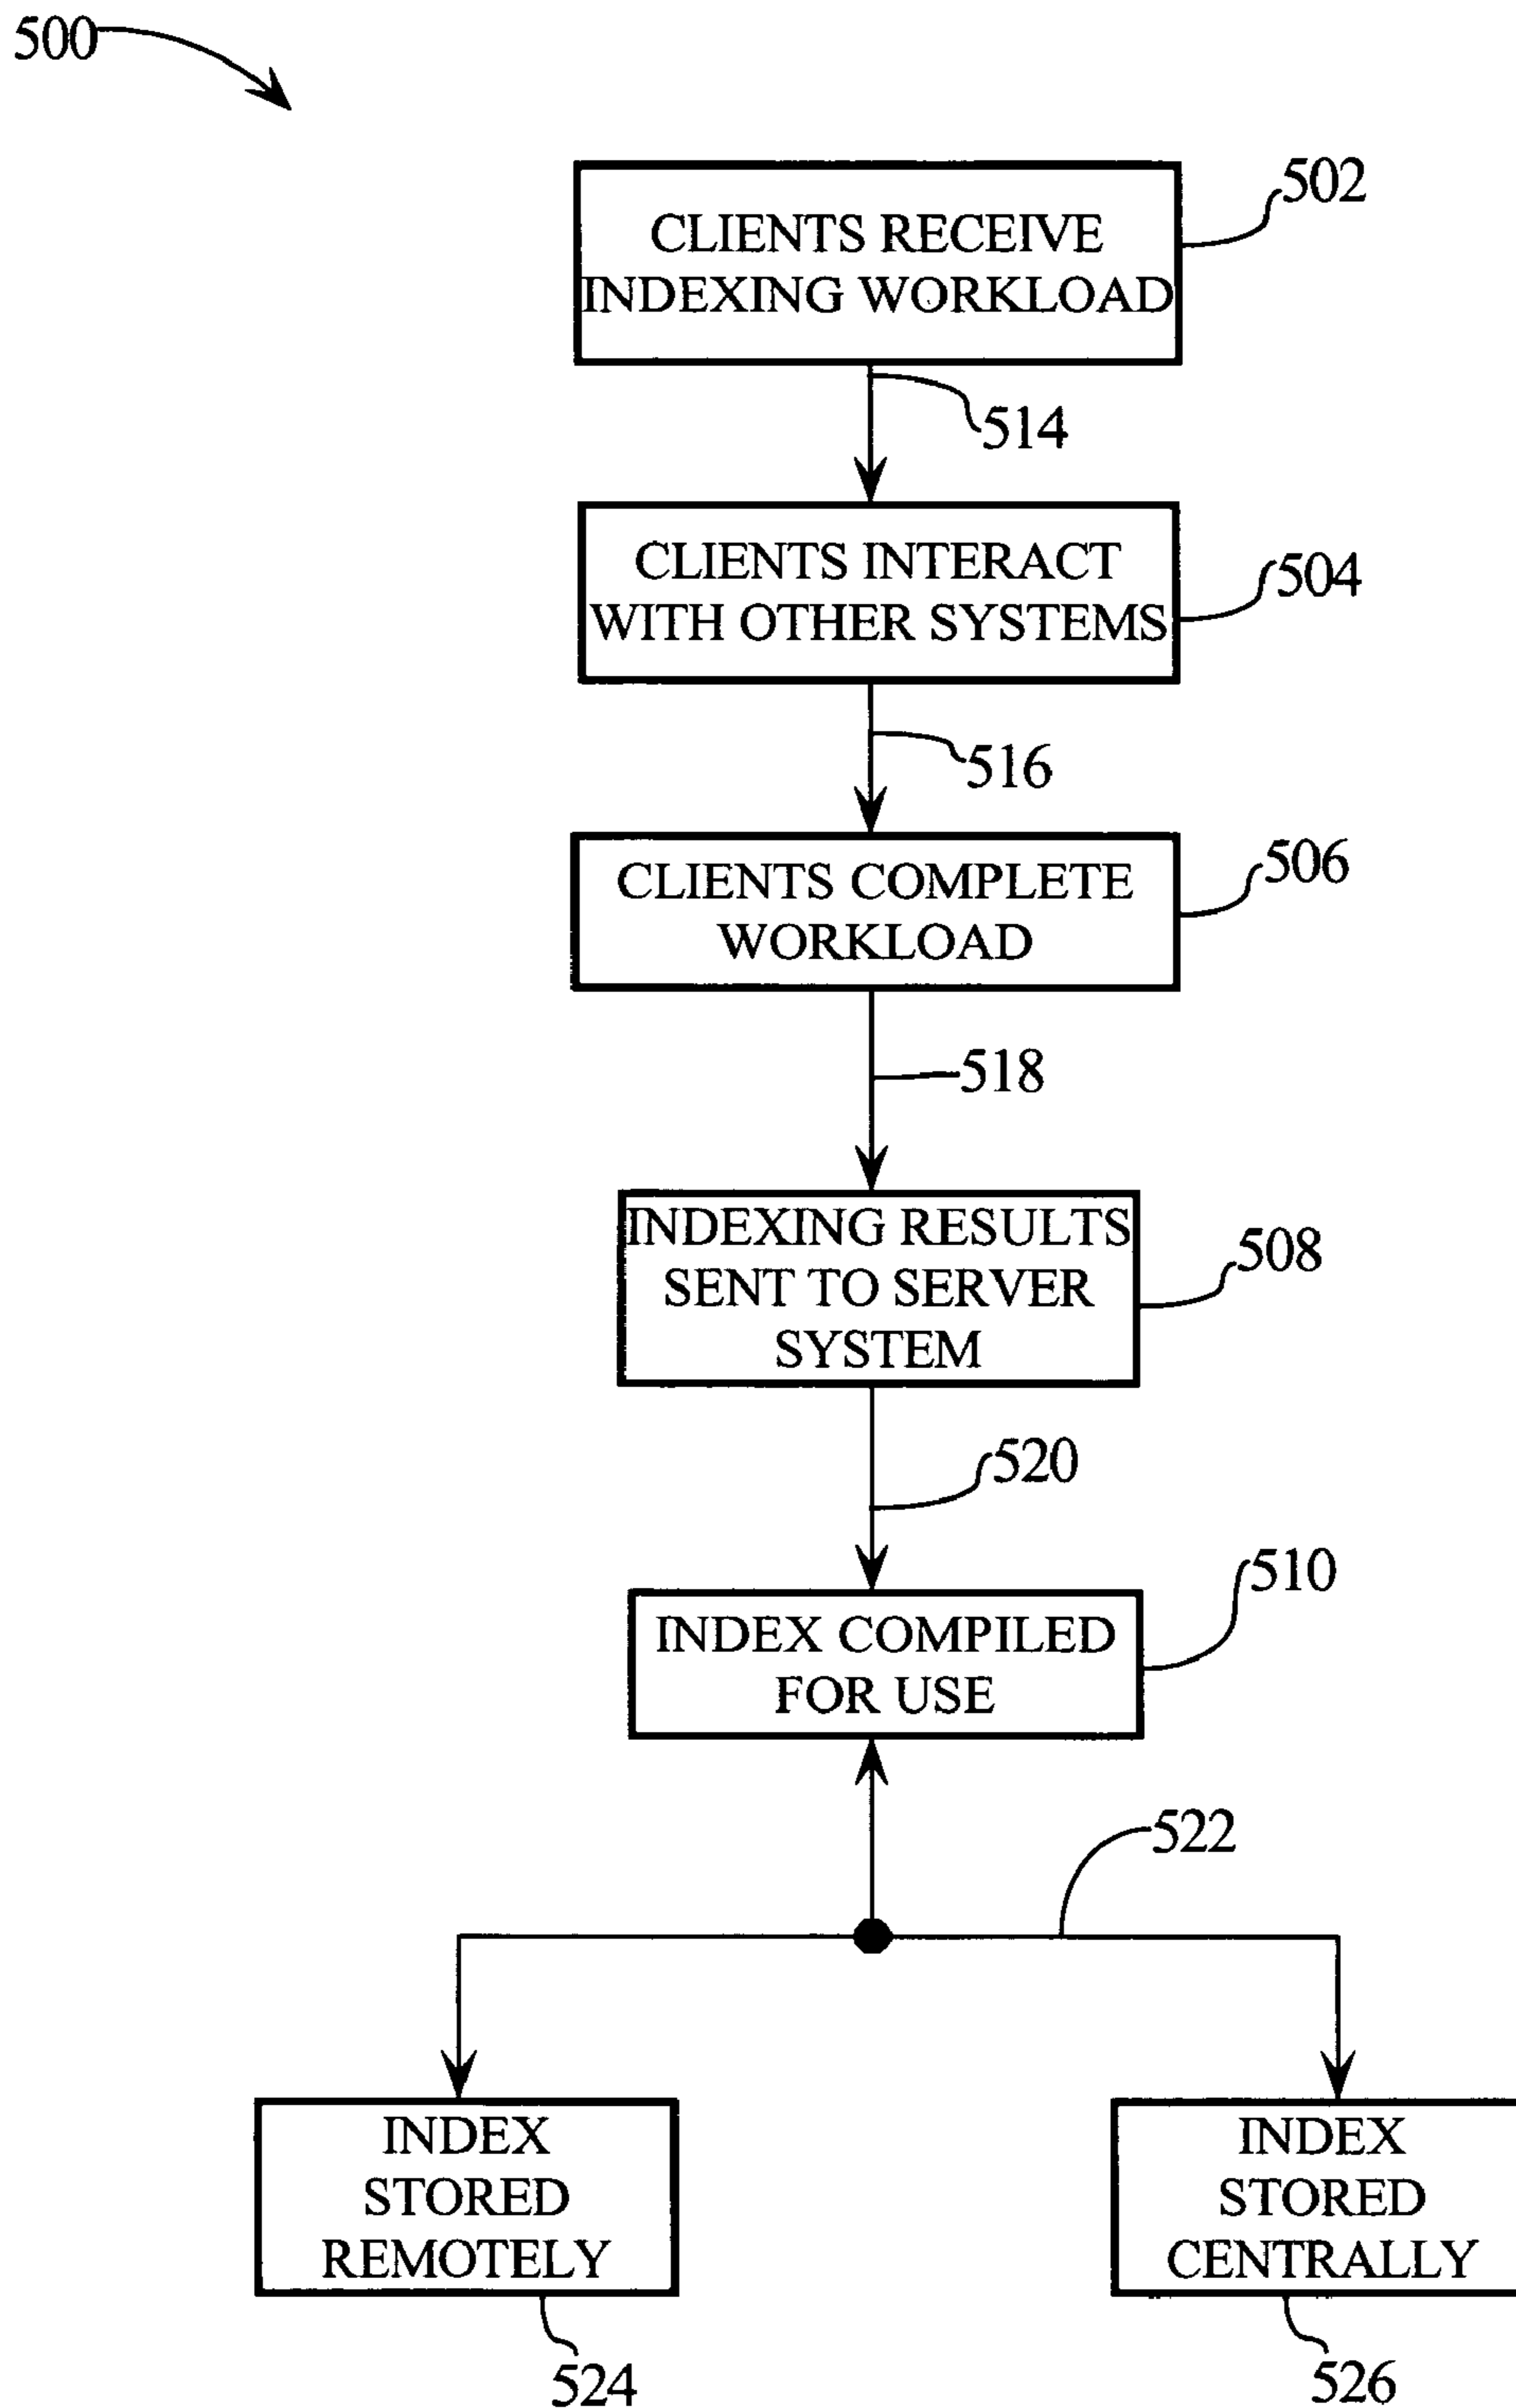 500
502
CLIENTS RECEIVE
INDEXING WORKLOAD
514
CLIENTS INTERACT
WITH OTHER SYSTEMS
504
516
CLIENTS COMPLETE
WORKLOAD
506
518
INDEXING RESULTS
SENT TO SERVER
SYSTEM
508
520
INDEX COMPILED
FOR USE
510
522
INDEX
STORED
REMOTELY
524
INDEX
STORED
CENTRALLY
526